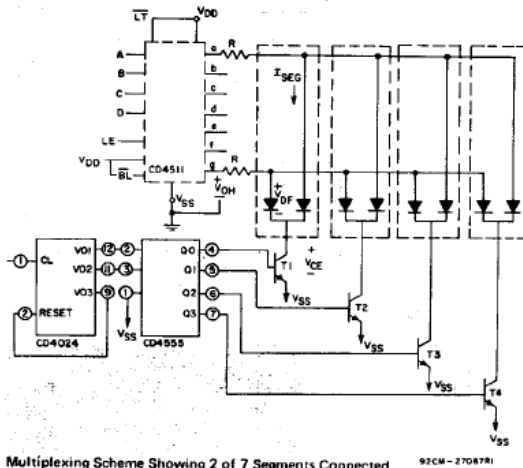 LT VDD
A a R
B b ISEG
C c
D d
e
LE f
VDD g R
BL CD4511 + VOH − + VDF −
VSS
1 CL VO1 12 2 Q0 4 T1 + VCE −
VO2 11 3 Q1 5 VSS T2
2 RESET VO3 9 1 Q2 6 VSS T3
VSS Q3 7 VSS T4
CD4024 CD4555 VSS
Multiplexing Scheme Showing 2 of 7 Segments Connected 92CM-27087R1